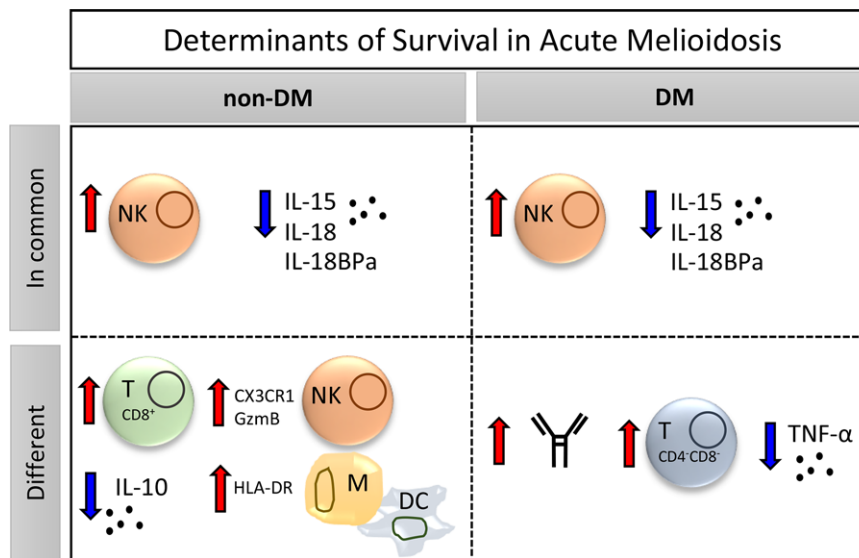 Determinants of Survival in Acute Melioidosis
non-DM
DM
In common
NK
IL-15
IL-18
IL-18BPa
NK
IL-15
IL-18
IL-18BPa
Different
T
CD8⁺
CX3CR1
GzmB
NK
IL-10
HLA-DR
M
DC
T
CD4⁻CD8⁻
TNF-α